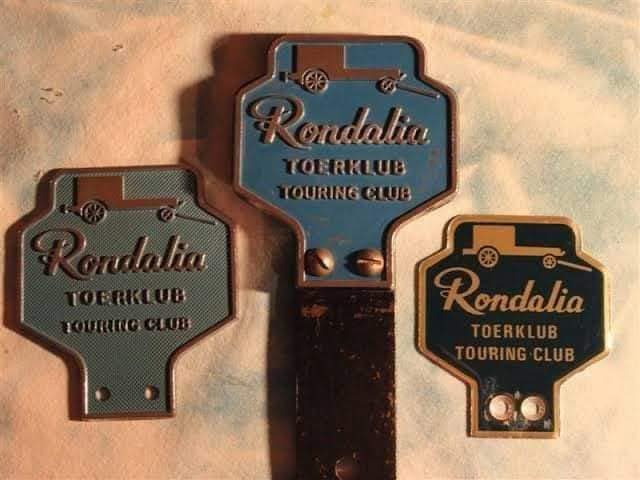 Rondalia
TOERKLUB
TOURING CLUB
Rondalia
TOERKLUB
TOURING CLUB
Rondalia
TOERKLUB
TOURING·CLUB